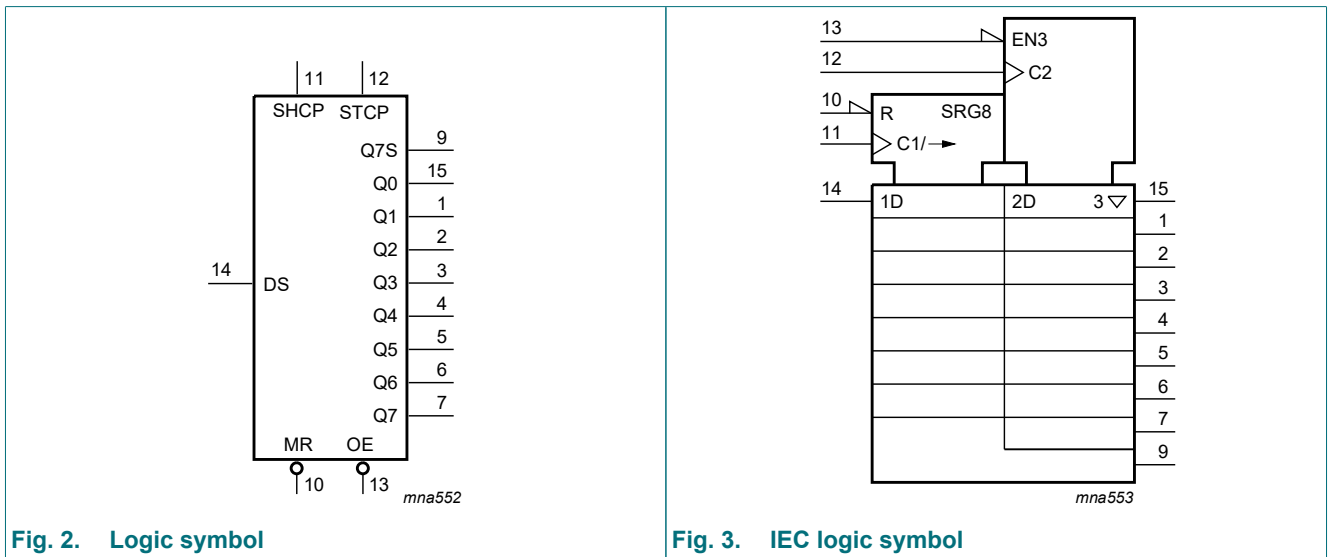 11 12
SHCP STCP
Q7S 9
Q0 15
Q1 1
Q2 2
14 DS Q3 3
Q4 4
Q5 5
Q6 6
Q7 7
MR OE
10 13
mna552
Fig. 2. Logic symbol
13 EN3
12 C2
10 R SRG8
11 C1/
14 1D 2D 3 15
1
2
3
4
5
6
7
9
mna553
Fig. 3. IEC logic symbol